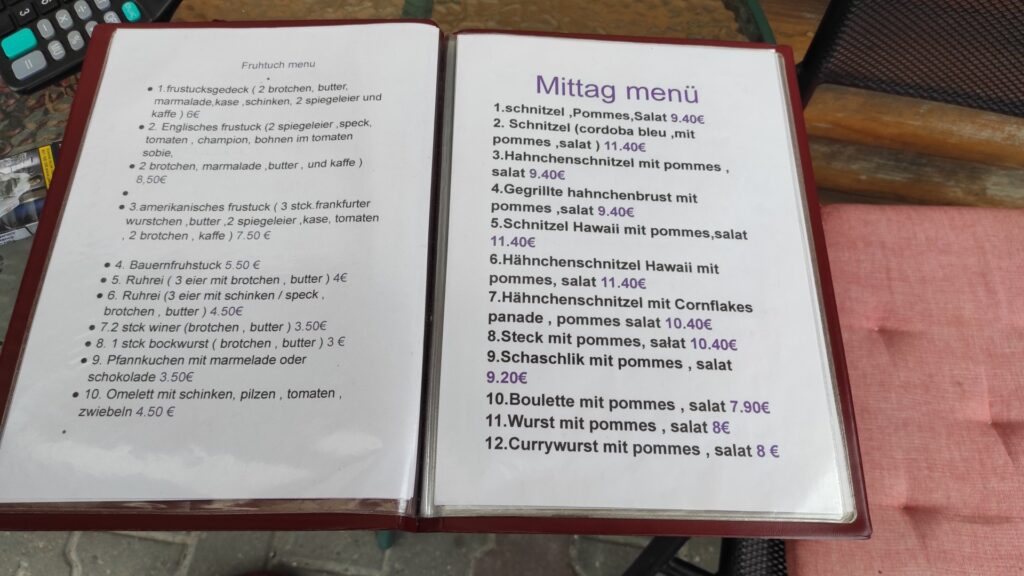 Fruhtuch menu
1.frustucksgedeck ( 2 brotchen, butter,
marmalade,kase ,schinken, 2 spiegeleier und
kaffe ) 6€
2. Englisches frustuck (2 spiegeleier ,speck,
tomaten , champion, bohnen im tomaten
sobie,
2 brotchen, marmalade ,butter , und kaffe )
8,50€
3.amerikanisches frustuck ( 3 stck.frankfurter
wurstchen ,butter ,2 spiegeleier ,kase, tomaten
, 2 brotchen , kaffe ) 7.50 €
4. Bauernfruhstuck 5.50 €
5. Ruhrei ( 3 eier mit brotchen , butter ) 4€
6. Ruhrei (3 eier mit schinken / speck ,
brotchen , butter ) 4.50€
7.2 stck winer (brotchen , butter ) 3.50€
8. 1 stck bockwurst ( brotchen , butter ) 3 €
9. Pfannkuchen mit marmelade oder
schokolade 3.50€
10. Omelett mit schinken, pilzen , tomaten ,
zwiebeln 4.50 €
Mittag menü
1.schnitzel ,Pommes,Salat 9.40€
2. Schnitzel (cordoba bleu ,mit
pommes ,salat ) 11.40€
3.Hahnchenschnitzel mit pommes ,
salat 9.40€
4.Gegrillte hahnchenbrust mit
pommes ,salat 9.40€
5.Schnitzel Hawaii mit pommes,salat
11.40€
6.Hähnchenschnitzel Hawaii mit
pommes, salat 11.40€
7.Hähnchenschnitzel mit Cornflakes
panade , pommes salat 10.40€
8.Steck mit pommes, salat 10.40€
9.Schaschlik mit pommes , salat
9.20€
10.Boulette mit pommes , salat 7.90€
11.Wurst mit pommes , salat 8€
12.Currywurst mit pommes , salat 8 €